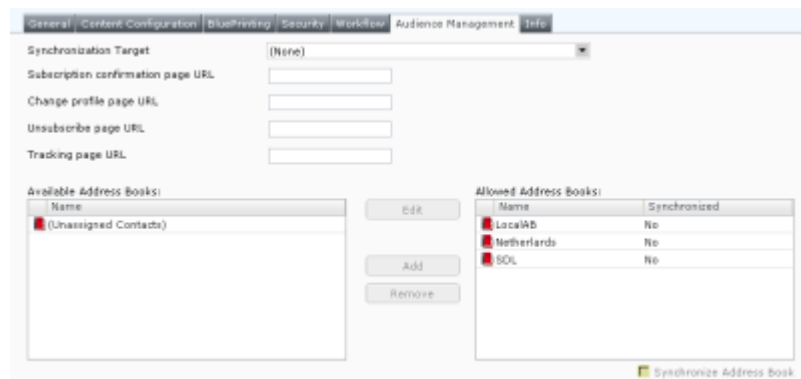 General Content Configuration BluePrinting Security Workflow Audience Management Info
Synchronization Target (None)
Subscription confirmation page URL
Change profile page URL
Unsubscribe page URL
Tracking page URL
Available Address Books: Allowed Address Books:
Name Edit Name Synchronized
(Unassigned Contacts) LocalAB No
Netherlands No
Add SDL No
Remove
Synchronize Address Book